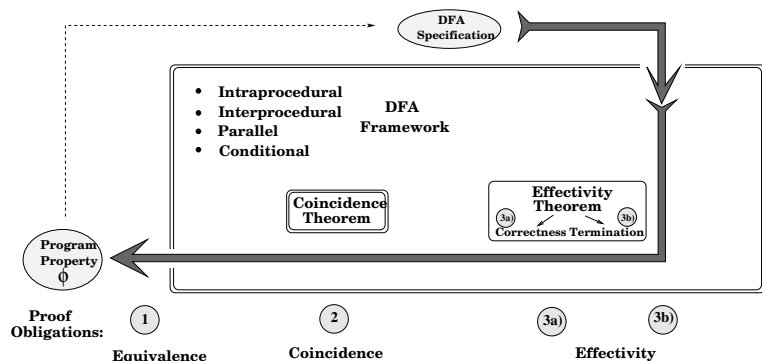 DFA
Specification
• Intraprocedural
• Interprocedural
• Parallel
• Conditional
DFA
Framework
Coincidence
Theorem
Effectivity
Theorem
3a)
3b)
Correctness Termination
Program
Property
ϕ
Proof
Obligations:
1
2
3a)
3b)
Equivalence
Coincidence
Effectivity